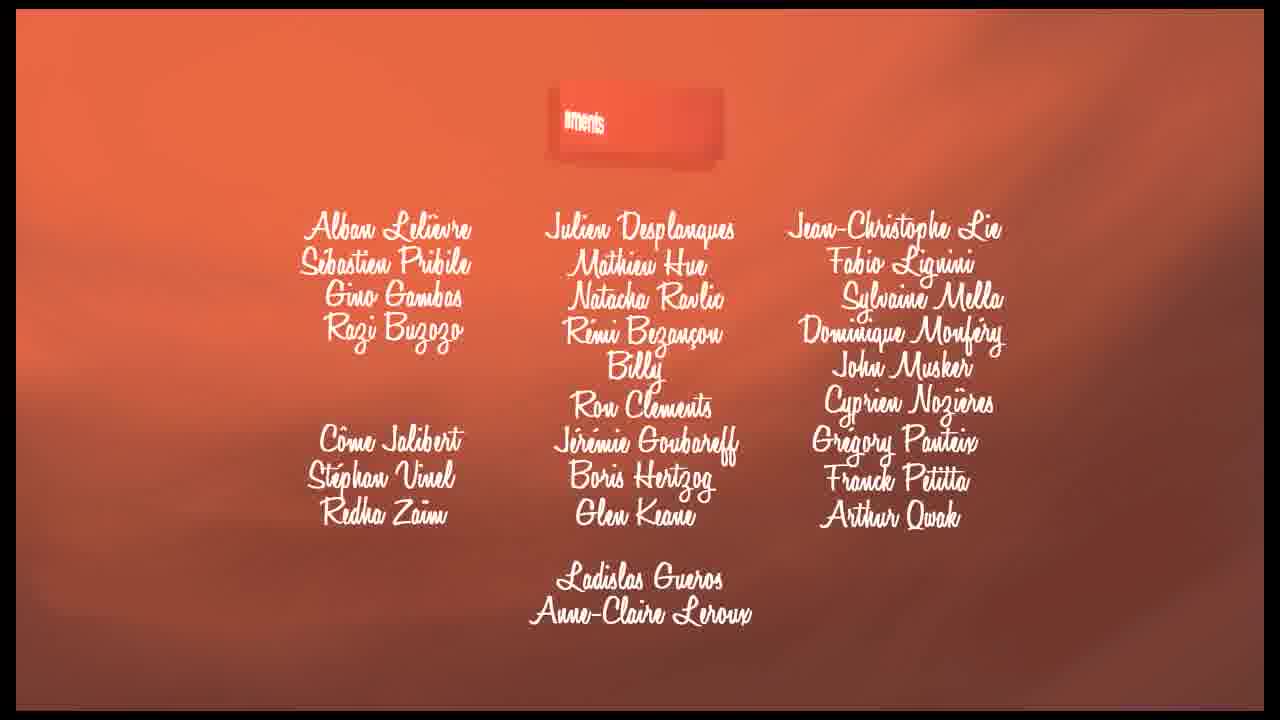 ements
Alban Lelièvre
Sébastien Pribile
Gino Gambas
Razi Buzozo
Côme Jalibert
Stéphan Vinel
Redha Zaïm
Julien Desplanques
Mathieu Hue
Natacha Ravlic
Rémi Bezançon
Billy
Ron Clements
Jérémie Goubareff
Boris Hertzog
Glen Keane
Ladislas Gueros
Anne-Claire Leroux
Jean-Christophe Lie
Fabio Lignini
Sylvaine Mella
Dominique Monféry
John Musker
Cyprien Nozières
Grégory Panteix
Franck Petitta
Arthur Qwak